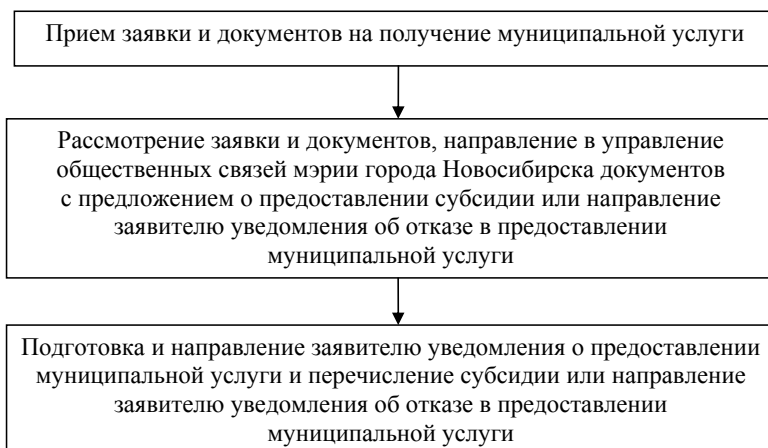 Прием заявки и документов на получение муниципальной услуги
Рассмотрение заявки и документов, направление в управление
общественных связей мэрии города Новосибирска документов
с предложением о предоставлении субсидии или направление
заявителю уведомления об отказе в предоставлении
муниципальной услуги
Подготовка и направление заявителю уведомления о предоставлении
муниципальной услуги и перечисление субсидии или направление
заявителю уведомления об отказе в предоставлении
муниципальной услуги